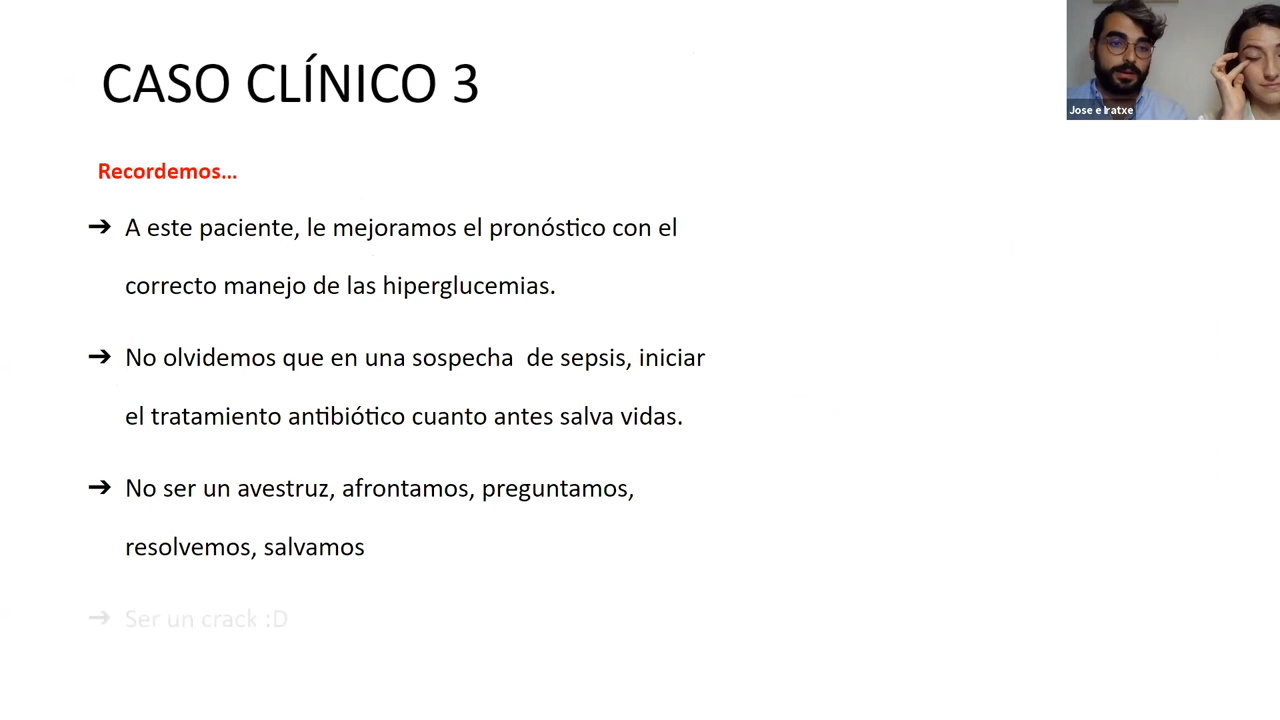 CASO CLÍNICO 3
Jose e Iratxe
Recordemos...
➔ A este paciente, le mejoramos el pronóstico con el
correcto manejo de las hiperglucemias.
➔ No olvidemos que en una sospecha  de sepsis, iniciar
el tratamiento antibiótico cuanto antes salva vidas.
➔ No ser un avestruz, afrontamos, preguntamos,
resolvemos, salvamos
➔ Ser un crack :D